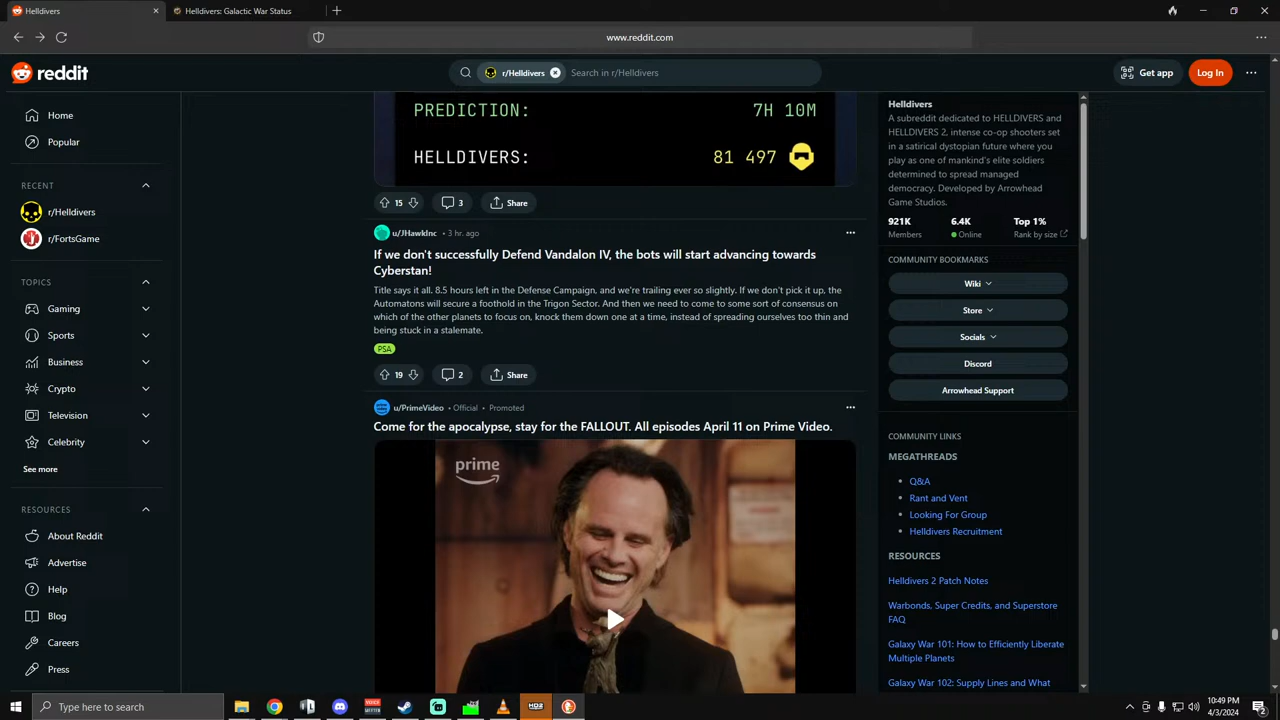 Helldivers
Helldivers: Galactic War Status
www.reddit.com
reddit
r/Helldivers
Search in r/Helldivers
Get app
Log In
Home
Popular
RECENT
r/Helldivers
r/FortsGame
TOPICS
Gaming
Sports
Business
Crypto
Television
Celebrity
See more
RESOURCES
About Reddit
Advertise
Help
Blog
Careers
Press
PREDICTION: 7H 10M
HELLDIVERS: 81 497
15 3 Share
u/JHawkInc • 3 hr. ago
If we don't successfully Defend Vandalon IV, the bots will start advancing towards
Cyberstan!
Title says it all. 8.5 hours left in the Defense Campaign, and we're trailing ever so slightly. If we don't pick it up, the
Automatons will secure a foothold in the Trigon Sector. And then we need to come to some sort of consensus on
which of the other planets to focus on, knock them down one at a time, instead of spreading ourselves too thin and
being stuck in a stalemate.
PSA
19 2 Share
u/PrimeVideo • Official • Promoted
Come for the apocalypse, stay for the FALLOUT. All episodes April 11 on Prime Video.
prime
Helldivers
A subreddit dedicated to HELLDIVERS and
HELLDIVERS 2, intense co-op shooters set
in a satirical dystopian future where you
play as one of mankind's elite soldiers
determined to spread managed
democracy. Developed by Arrowhead
Game Studios.
921K 6.4K Top 1%
Members Online Rank by size
COMMUNITY BOOKMARKS
Wiki
Store
Socials
Discord
Arrowhead Support
COMMUNITY LINKS
MEGATHREADS
Q&A
Rant and Vent
Looking For Group
Helldivers Recruitment
RESOURCES
Helldivers 2 Patch Notes
Warbonds, Super Credits, and Superstore
FAQ
Galaxy War 101: How to Efficiently Liberate
Multiple Planets
Galaxy War 102: Supply Lines and What
Type here to search
HD2
10:49 PM
4/3/2024
2